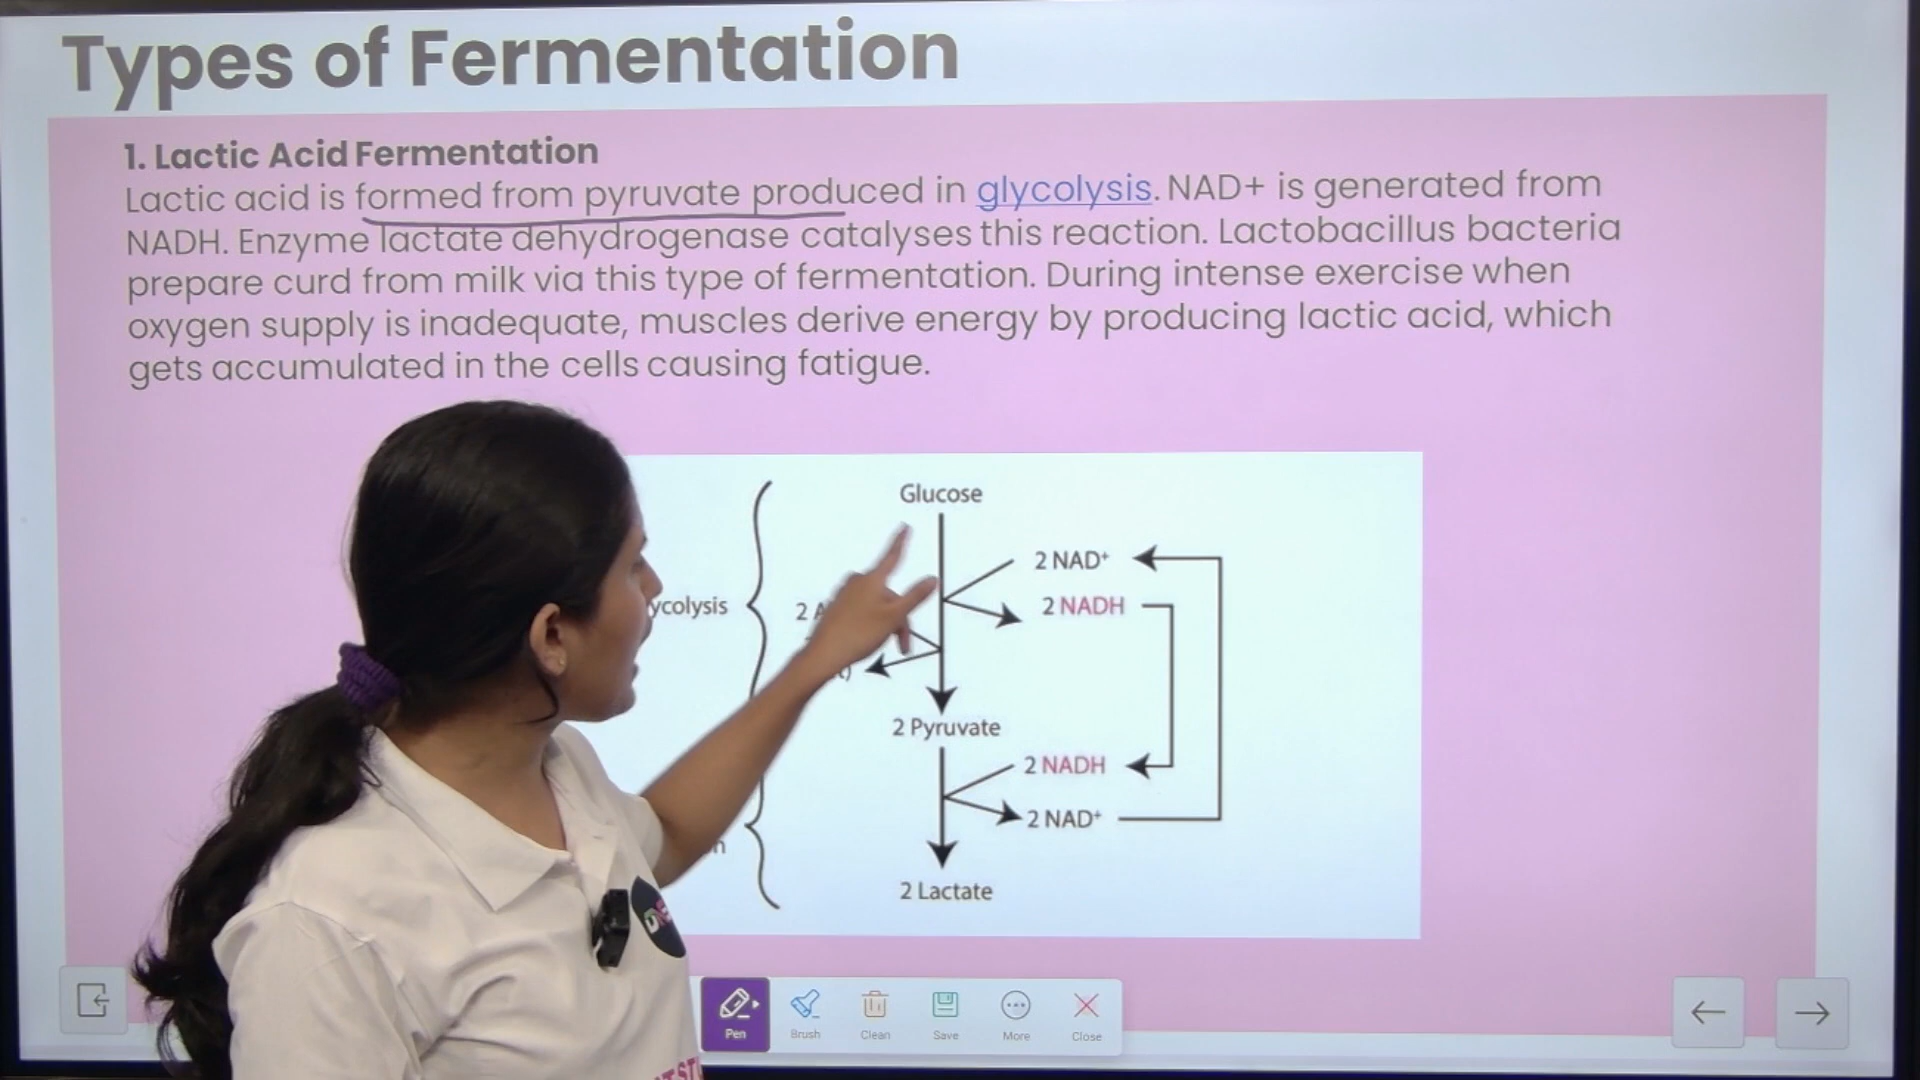 Types of Fermentation
1. Lactic Acid Fermentation
Lactic acid is formed from pyruvate produced in glycolysis. NAD+ is generated from
NADH. Enzyme lactate dehydrogenase catalyses this reaction. Lactobacillus bacteria
prepare curd from milk via this type of fermentation. During intense exercise when
oxygen supply is inadequate, muscles derive energy by producing lactic acid, which
gets accumulated in the cells causing fatigue.
Glucose
2 NAD⁺
ycolysis
2 A
2 NADH
2 Pyruvate
2 NADH
2 NAD⁺
2 Lactate
Pen
Brush
Clean
Save
More
Close